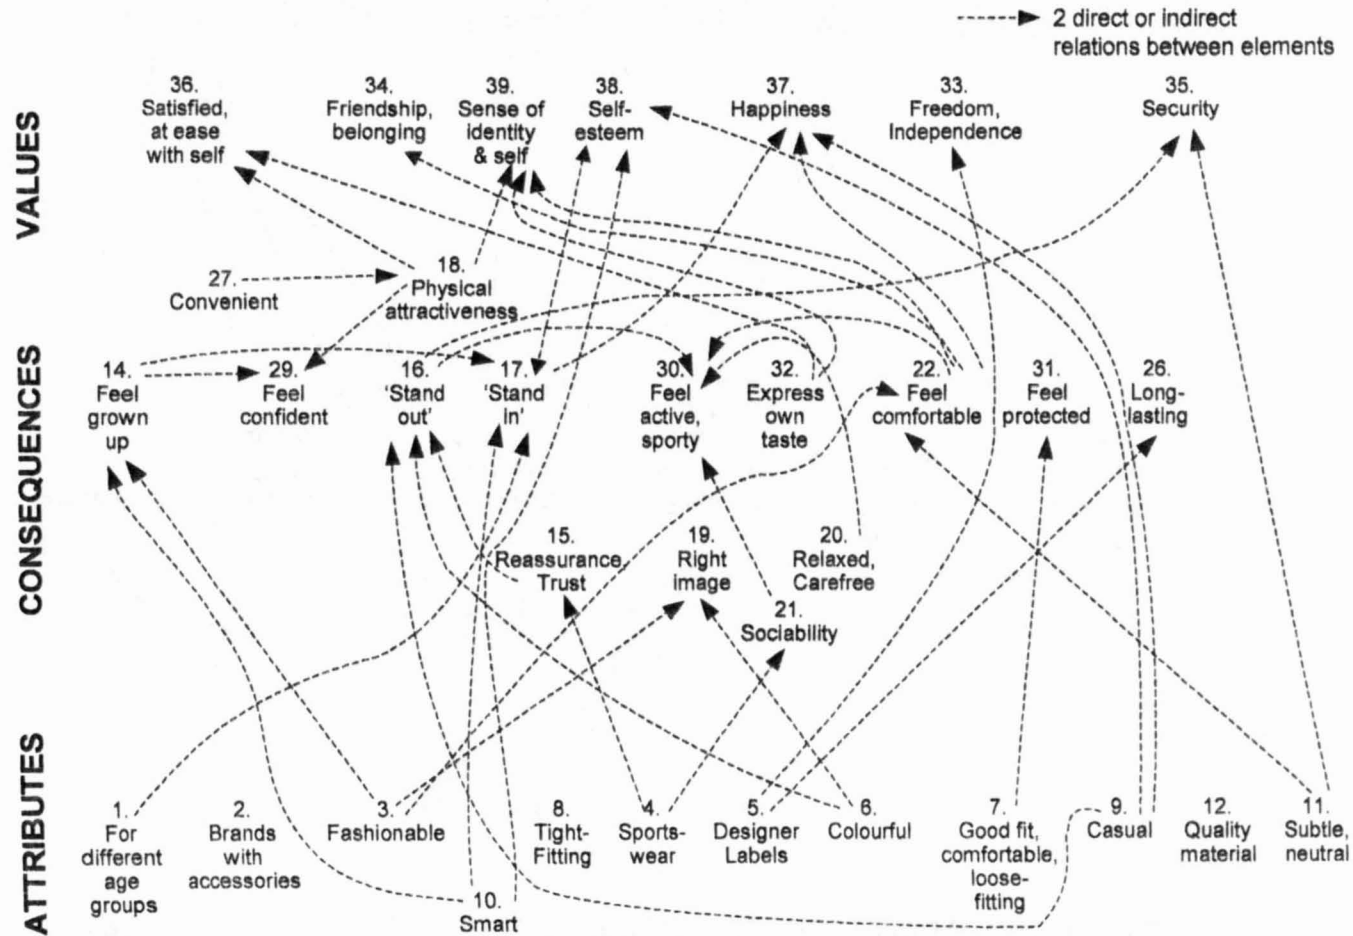 2 direct or indirect
relations between elements
VALUES
36.
Satisfied,
at ease
with self
34.
Friendship,
belonging
39.
Sense of
identity
& self
38.
Self-
esteem
37.
Happiness
33.
Freedom,
Independence
35.
Security
27.
Convenient
18.
Physical
attractiveness
CONSEQUENCES
14.
Feel
grown
up
29.
Feel
confident
16.
'Stand
out'
17.
'Stand
in'
30.
Feel
active,
sporty
32.
Express
own
taste
22.
Feel
comfortable
31.
Feel
protected
26.
Long-
lasting
15.
Reassurance,
Trust
19.
Right
image
20.
Relaxed,
Carefree
21.
Sociability
ATTRIBUTES
1.
For
different
age
groups
2.
Brands
with
accessories
3.
Fashionable
8.
Tight-
Fitting
4.
Sports-
wear
5.
Designer
Labels
6.
Colourful
7.
Good fit,
comfortable,
loose-
fitting
9.
Casual
12.
Quality
material
11.
Subtle,
neutral
10.
Smart